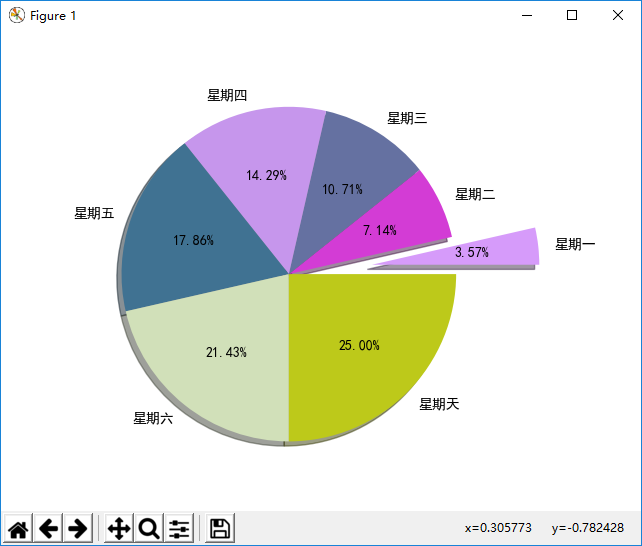 Figure 1
星期四
星期三
14.29%
10.71%
星期二
星期五
7.14%
17.86%
星期一
3.57%
21.43%
25.00%
星期六
星期天
x=0.305773 y=-0.782428